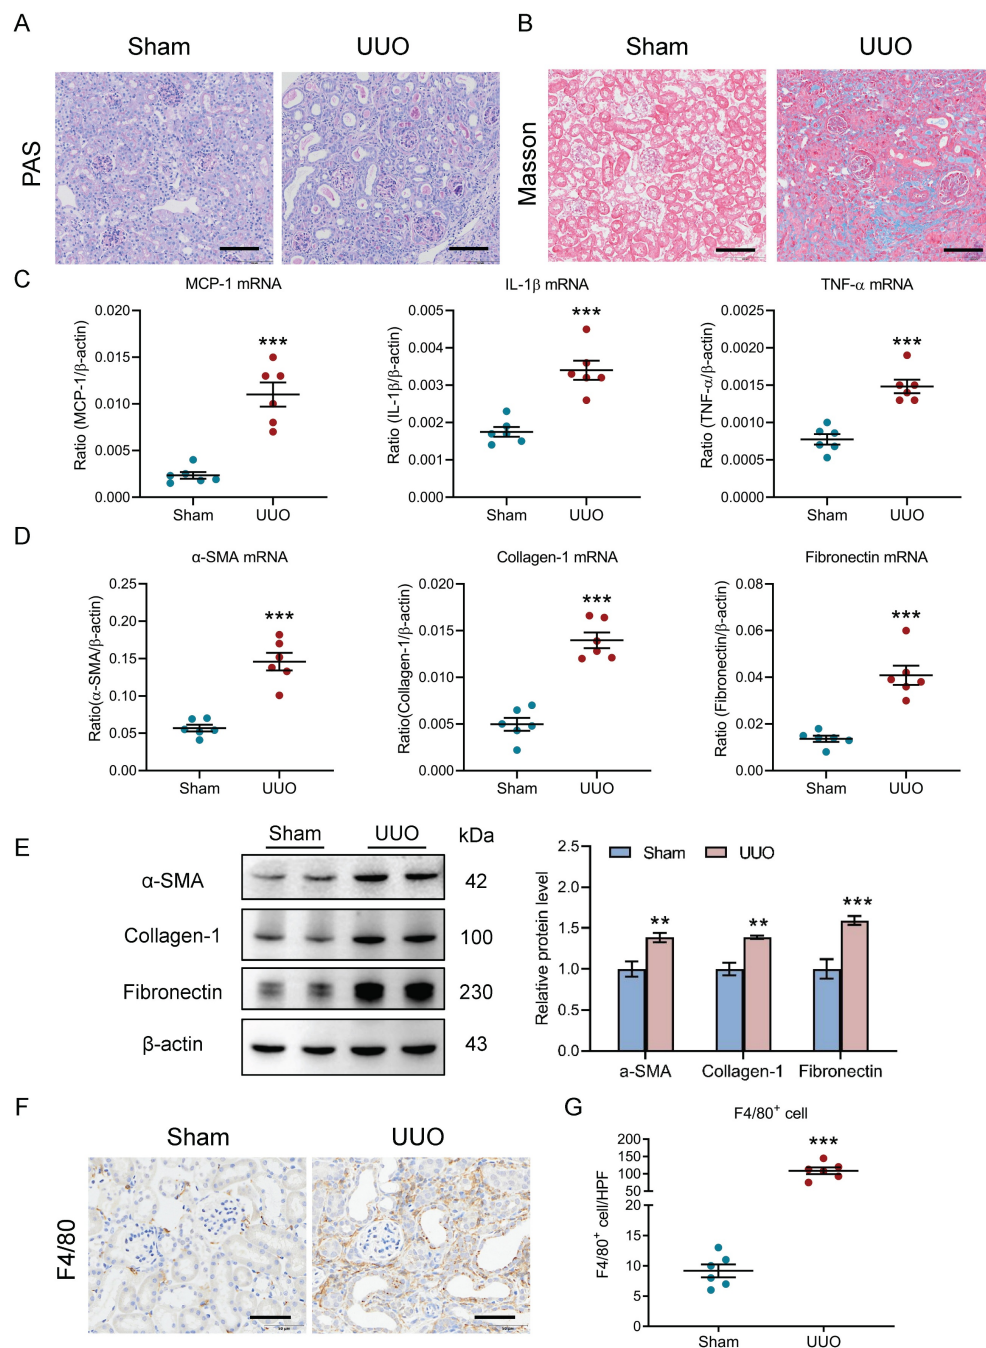 A
B
Sham UUO
Sham UUO
PAS
Masson
C
MCP-1 mRNA
Ratio (MCP-1/β-actin)
0.020
0.015
0.010
0.005
0.000
***
Sham UUO
IL-1β mRNA
Ratio (IL-1β/β-actin)
0.005
0.004
0.003
0.002
0.001
0.000
***
Sham UUO
TNF-α mRNA
Ratio (TNF-α/β-actin)
0.0025
0.0020
0.0015
0.0010
0.0005
0.0000
***
Sham UUO
D
α-SMA mRNA
Ratio(α-SMA/β-actin)
0.25
0.20
0.15
0.10
0.05
0.00
***
Sham UUO
Collagen-1 mRNA
Ratio(Collagen-1/β-actin)
0.020
0.015
0.010
0.005
0.000
***
Sham UUO
Fibronectin mRNA
Ratio (Fibronectin/β-actin)
0.08
0.06
0.04
0.02
0.00
***
Sham UUO
E
Sham UUO kDa
α-SMA 42
Collagen-1 100
Fibronectin 230
β-actin 43
Relative protein level
2.5
2.0
1.5
1.0
0.5
0.0
Sham UUO
**
**
***
a-SMA Collagen-1 Fibronectin
F
Sham UUO
F4/80
G
F4/80⁺ cell
F4/80⁺ cell/HPF
200
150
100
50
20
15
10
5
0
***
Sham UUO